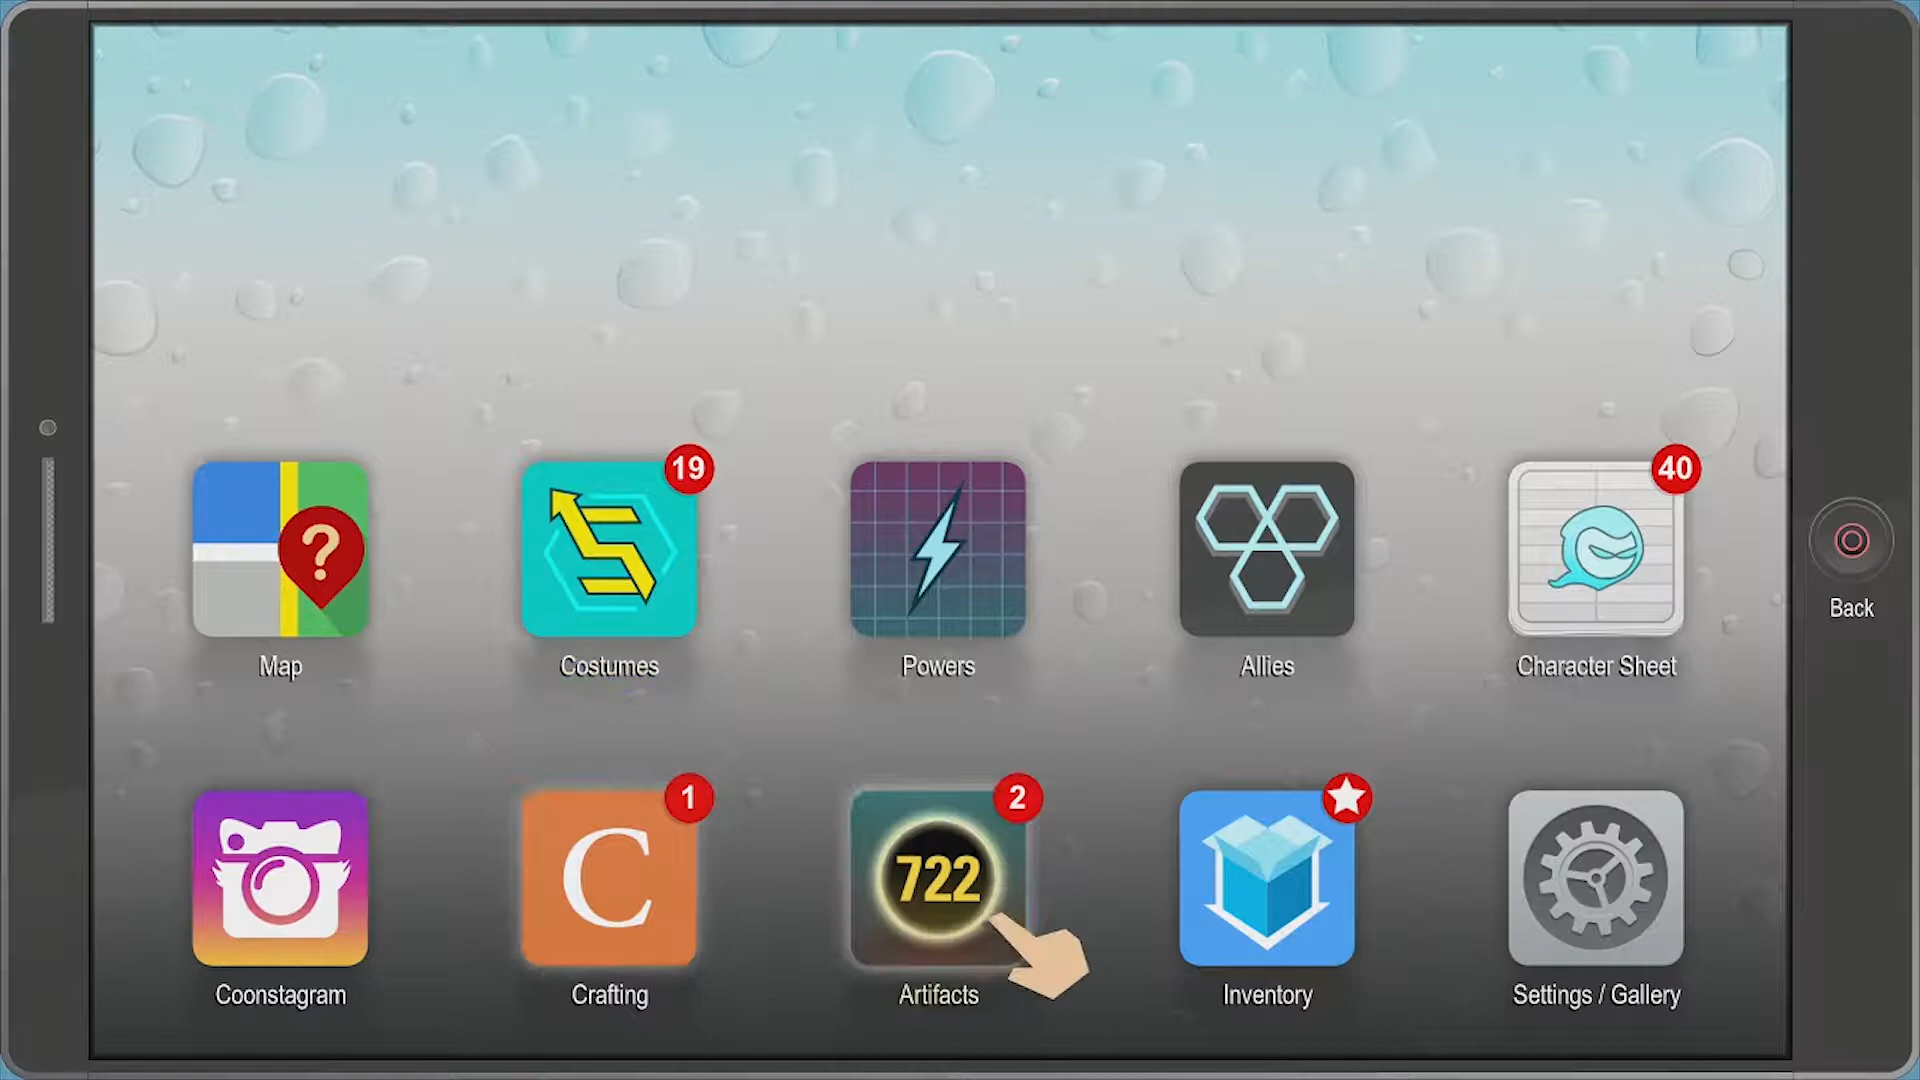 19
40
?
Map
Costumes
Powers
Allies
Character Sheet
Back
1
2
C
722
Coonstagram
Crafting
Artifacts
Inventory
Settings / Gallery